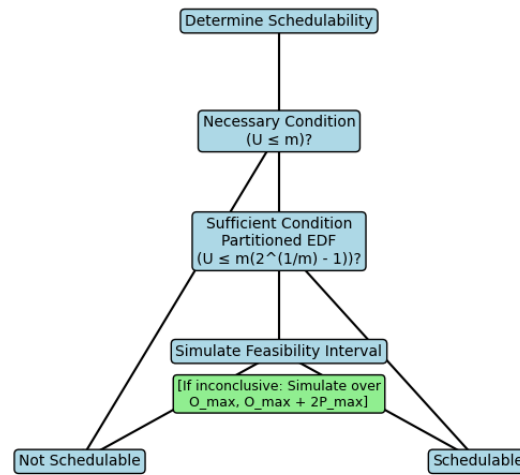 Determine Schedulability
Necessary Condition
(U ≤ m)?
Sufficient Condition
Partitioned EDF
(U ≤ m(2^(1/m) - 1))?
Simulate Feasibility Interval
[If inconclusive: Simulate over
O_max, O_max + 2P_max]
Not Schedulable
Schedulable